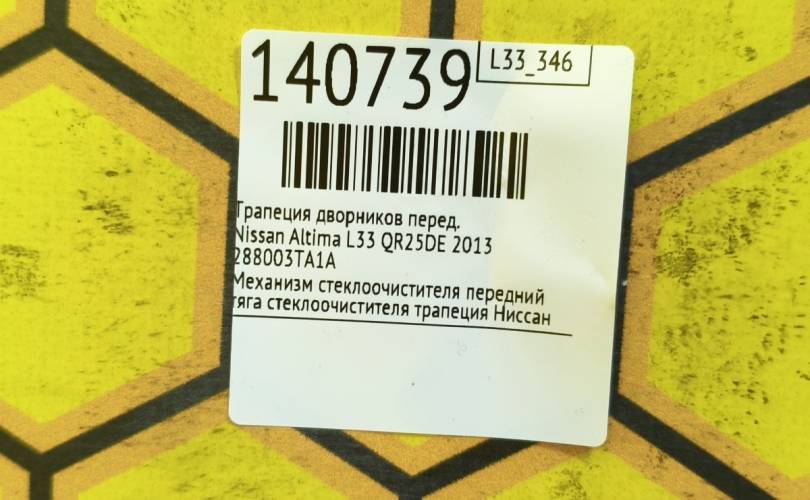 140739
L33_346
Трапеция дворников перед.
Nissan Altima L33 QR25DE 2013
288003TA1A
Механизм стеклоочистителя передний
тяга стеклоочистителя трапеция Ниссан